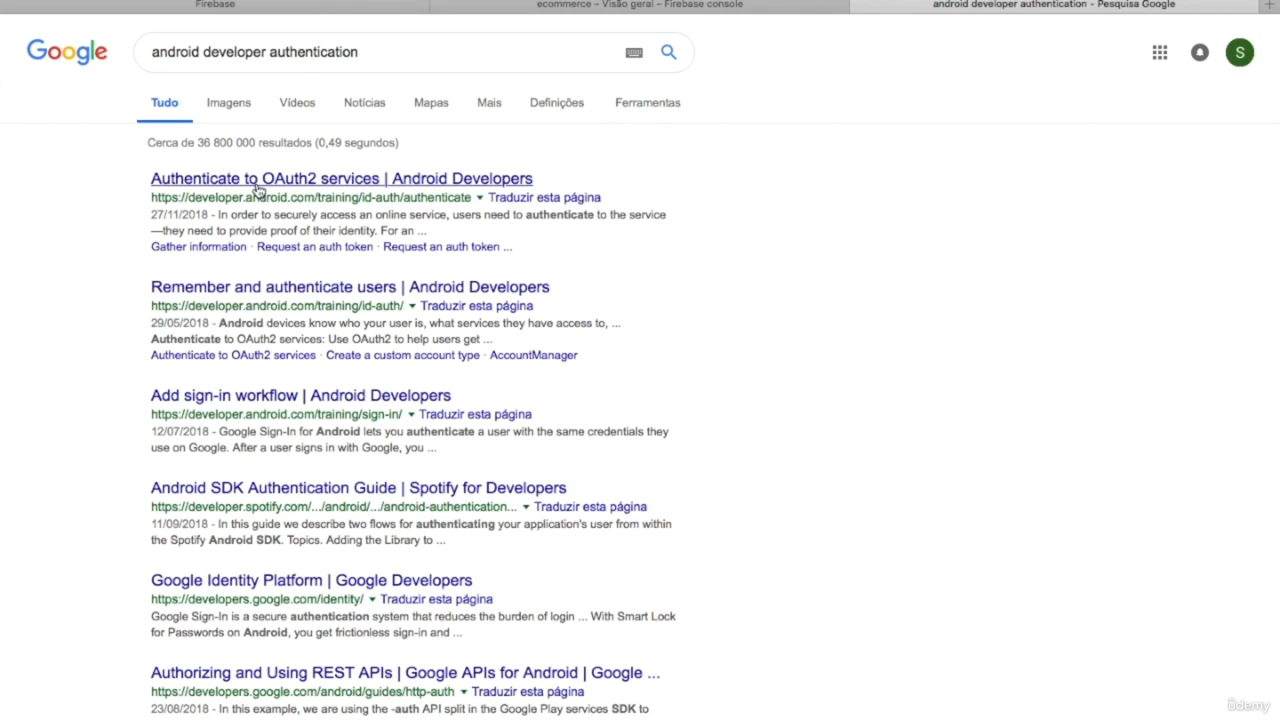 Firebase
ecommerce – Visão geral – Firebase console
android developer authentication - Pesquisa Google
Google
android developer authentication
S
Tudo
Imagens
Vídeos
Notícias
Mapas
Mais
Definições
Ferramentas
Cerca de 36 800 000 resultados (0,49 segundos)
Authenticate to OAuth2 services | Android Developers
https://developer.android.com/training/id-auth/authenticate ▼ Traduzir esta página
27/11/2018 - In order to securely access an online service, users need to authenticate to the service
—they need to provide proof of their identity. For an ...
Gather information · Request an auth token · Request an auth token ...
Remember and authenticate users | Android Developers
https://developer.android.com/training/id-auth/ ▼ Traduzir esta página
29/05/2018 - Android devices know who your user is, what services they have access to, ...
Authenticate to OAuth2 services: Use OAuth2 to help users get ...
Authenticate to OAuth2 services · Create a custom account type · AccountManager
Add sign-in workflow | Android Developers
https://developer.android.com/training/sign-in/ ▼ Traduzir esta página
12/07/2018 - Google Sign-In for Android lets you authenticate a user with the same credentials they
use on Google. After a user signs in with Google, you ...
Android SDK Authentication Guide | Spotify for Developers
https://developer.spotify.com/.../android/.../android-authentication... ▼ Traduzir esta página
11/09/2018 - In this guide we describe two flows for authenticating your application's user from within
the Spotify Android SDK. Topics. Adding the Library to ...
Google Identity Platform | Google Developers
https://developers.google.com/identity/ ▼ Traduzir esta página
Google Sign-In is a secure authentication system that reduces the burden of login ... With Smart Lock
for Passwords on Android, you get frictionless sign-in and ...
Authorizing and Using REST APIs | Google APIs for Android | Google ...
https://developers.google.com/android/guides/http-auth ▼ Traduzir esta página
23/08/2018 - In this example, we are using the -auth API split in the Google Play services SDK to
ûdemy